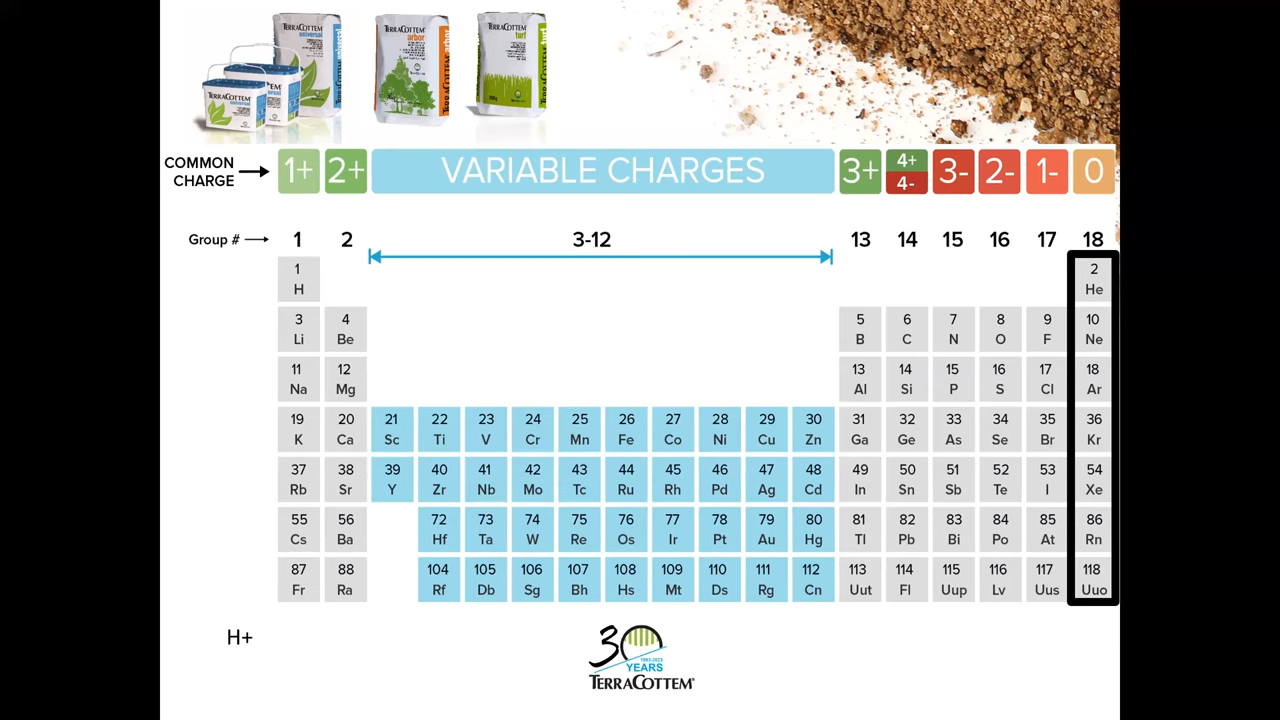 TERRACOTTEM universal
TERRACOTTEM arbor
TERRACOTTEM turf
TERRACOTTEM universal
COMMON CHARGE → 1+ 2+ VARIABLE CHARGES 3+ 4+ 4- 3- 2- 1- 0
Group # → 1 2 3-12 13 14 15 16 17 18
1 2
H He
3 4 5 6 7 8 9 10
Li Be B C N O F Ne
11 12 13 14 15 16 17 18
Na Mg Al Si P S Cl Ar
19 20 21 22 23 24 25 26 27 28 29 30 31 32 33 34 35 36
K Ca Sc Ti V Cr Mn Fe Co Ni Cu Zn Ga Ge As Se Br Kr
37 38 39 40 41 42 43 44 45 46 47 48 49 50 51 52 53 54
Rb Sr Y Zr Nb Mo Tc Ru Rh Pd Ag Cd In Sn Sb Te I Xe
55 56 72 73 74 75 76 77 78 79 80 81 82 83 84 85 86
Cs Ba Hf Ta W Re Os Ir Pt Au Hg Tl Pb Bi Po At Rn
87 88 104 105 106 107 108 109 110 111 112 113 114 115 116 117 118
Fr Ra Rf Db Sg Bh Hs Mt Ds Rg Cn Uut Fl Uup Lv Uus Uuo
H+
30
1993-2023
YEARS
TERRACOTTEM®